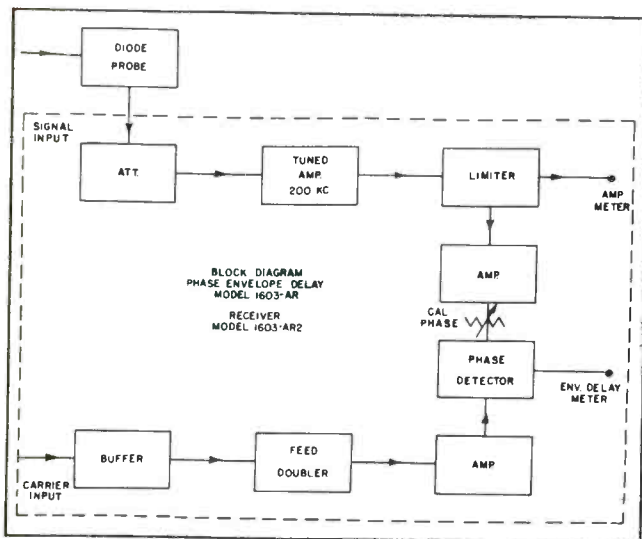 DIODE
PROBE
SIGNAL
INPUT
ATT.
TUNED
AMP.
200 KC
LIMITER
AMP
METER
BLOCK DIAGRAM
PHASE ENVELOPE DELAY
MODEL 1603-AR
RECEIVER
MODEL 1603-AR2
AMP.
CAL
PHASE
PHASE
DETECTOR
ENV. DELAY
METER
BUFFER
FEED
DOUBLER
AMP.
CARRIER
INPUT